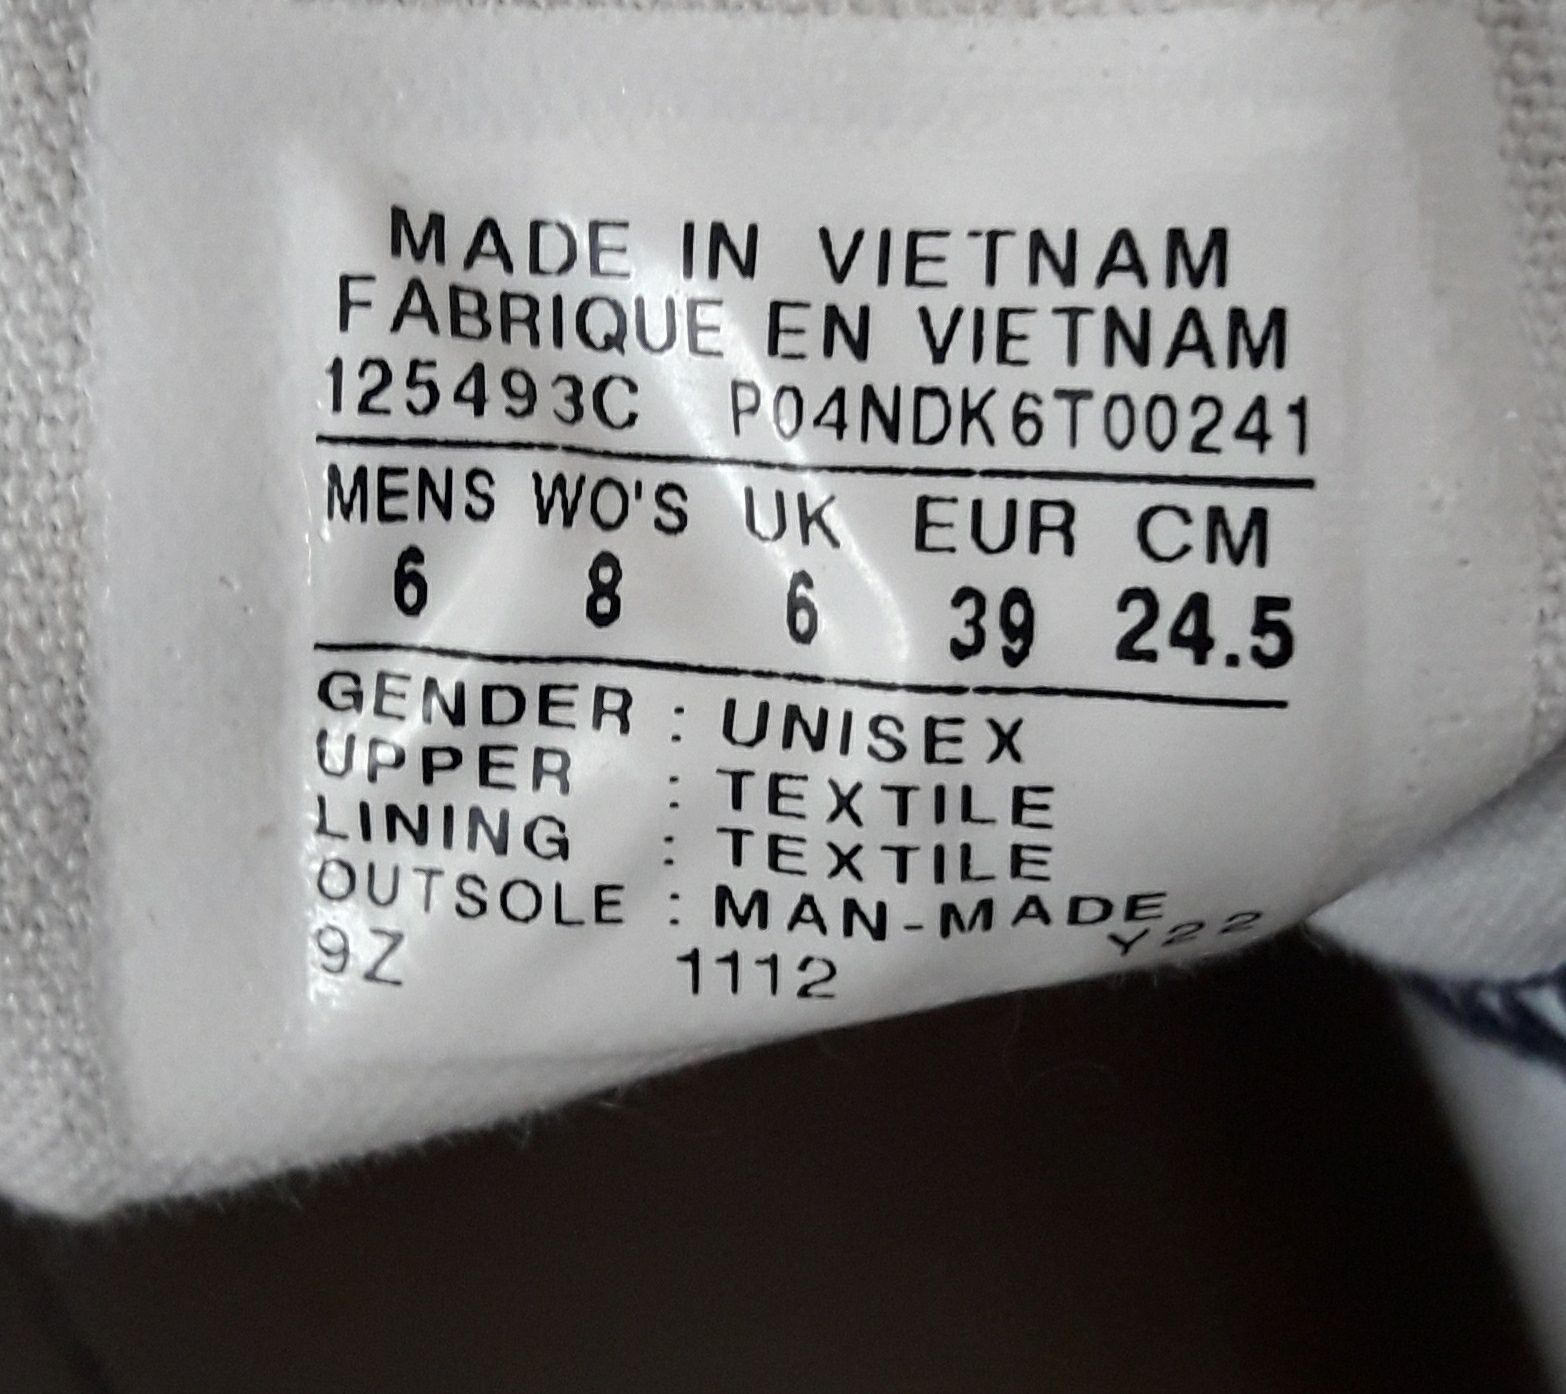 MADE IN VIETNAM
FABRIQUE EN VIETNAM
125493C P04NDK6T00241
MENS WO'S UK EUR CM
6 8 6 39 24.5
GENDER : UNISEX
UPPER : TEXTILE
LINING : TEXTILE
OUTSOLE : MAN-MADE
9Z 1112 Y22